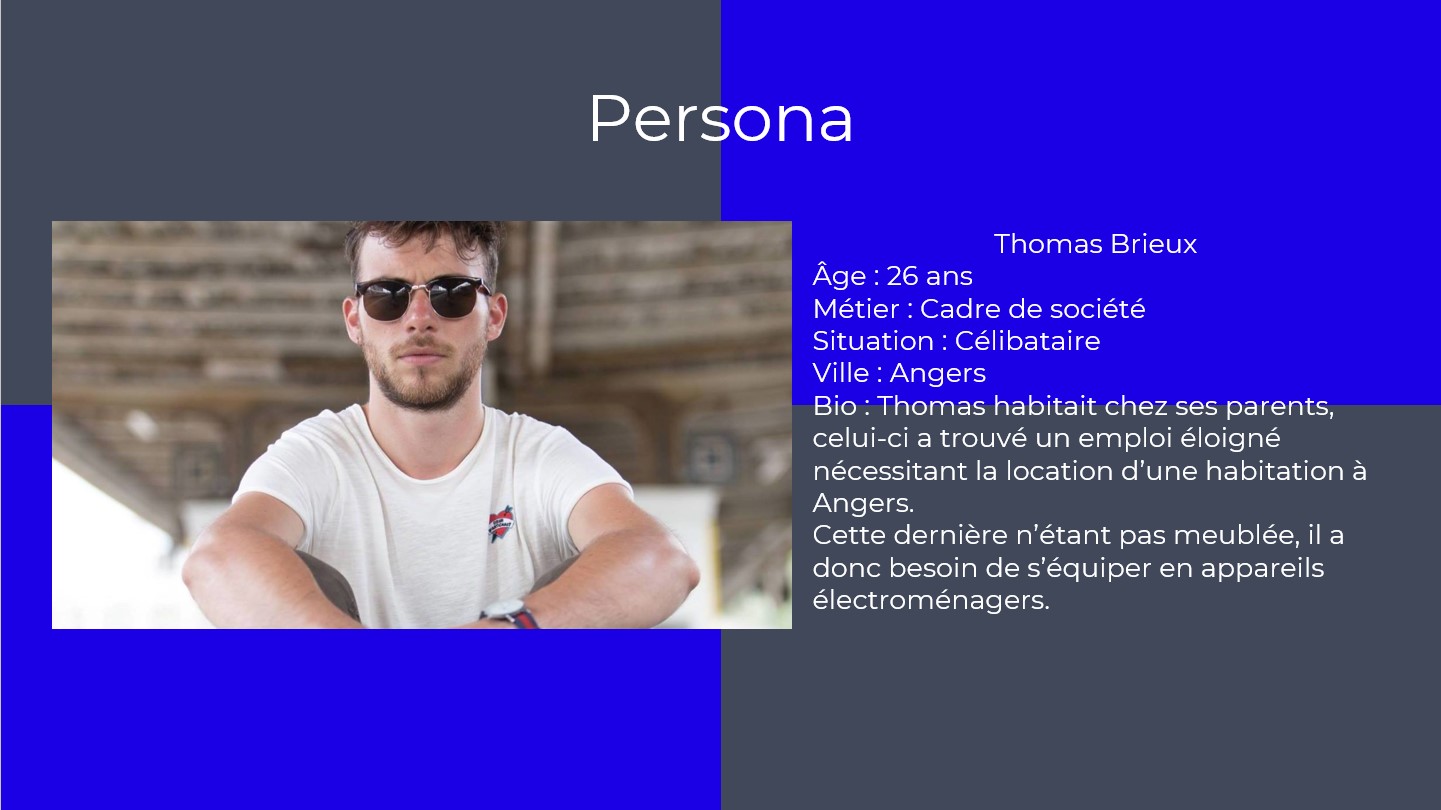 Persona
Thomas Brieux
Âge : 26 ans
Métier : Cadre de société
Situation : Célibataire
Ville : Angers
Bio : Thomas habitait chez ses parents,
celui-ci a trouvé un emploi éloigné
nécessitant la location d’une habitation à
Angers.
Cette dernière n’étant pas meublée, il a
donc besoin de s’équiper en appareils
électroménagers.